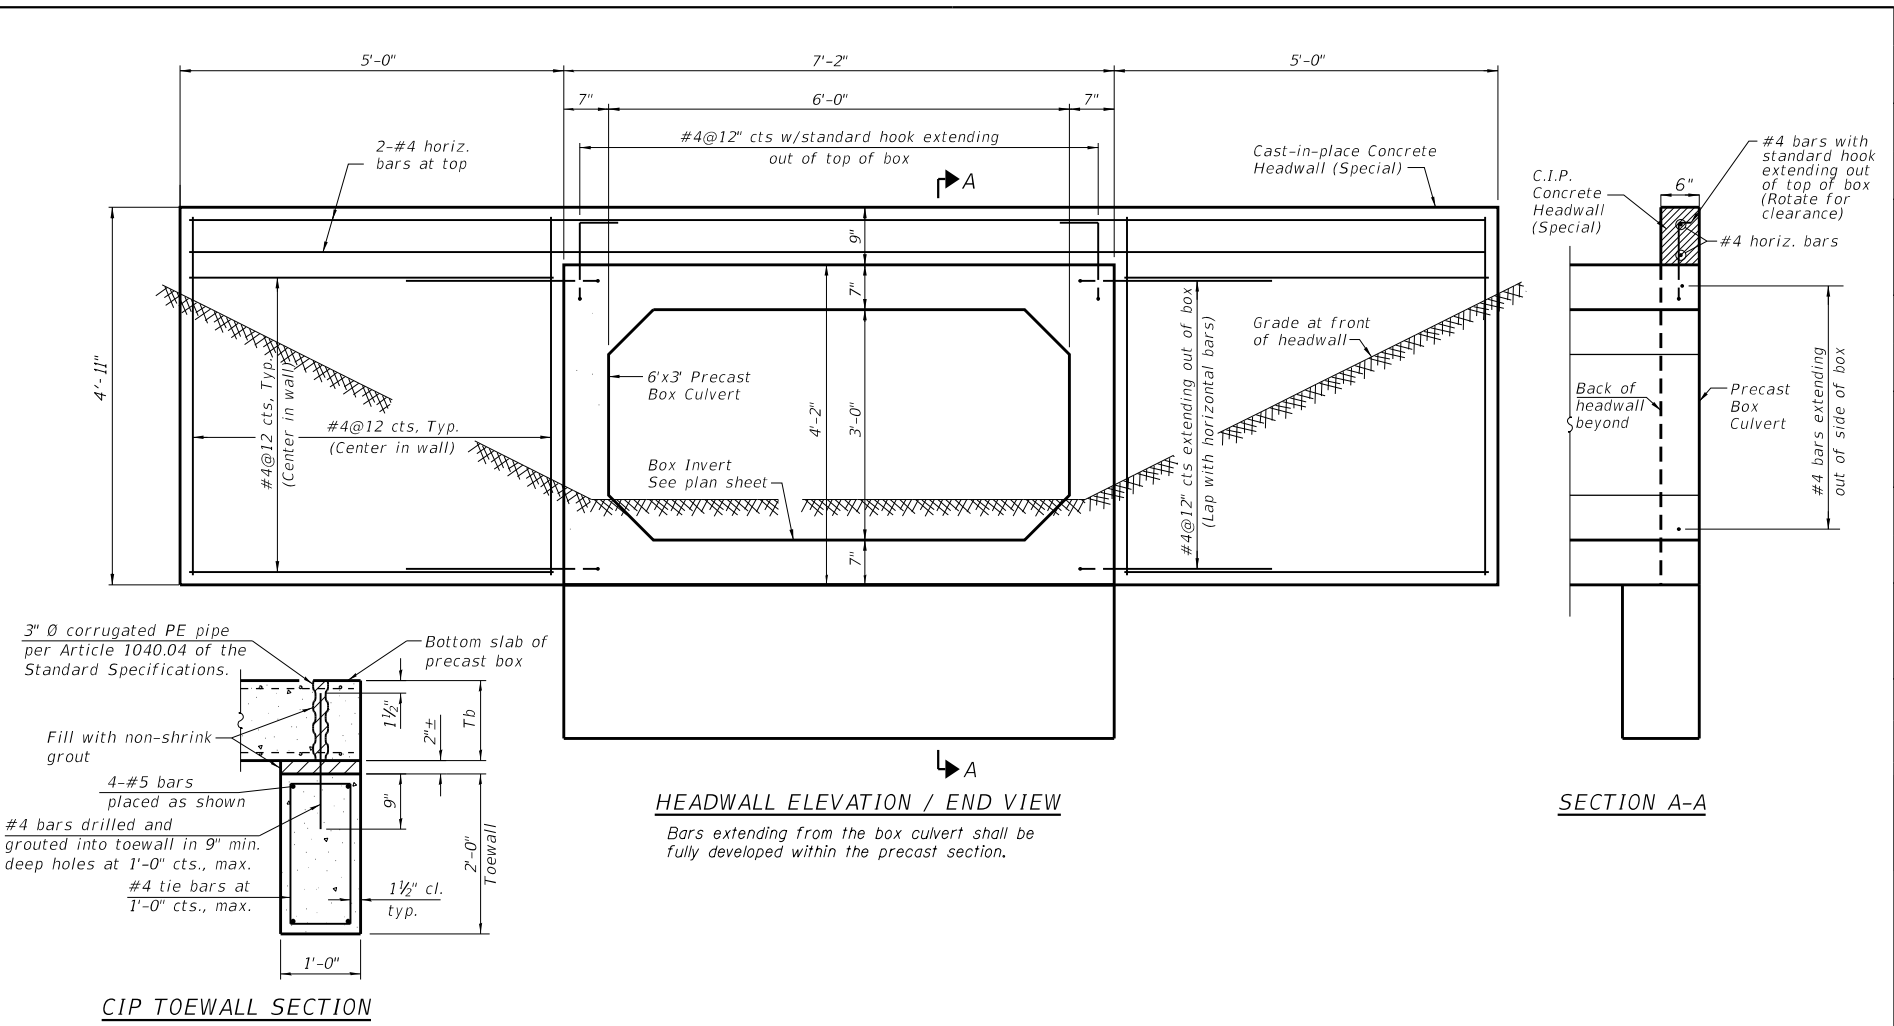 5'-0"
7'-2"
5'-0"
7"
6'-0"
7"
#4@12" cts w/standard hook extending
out of top of box
2-#4 horiz.
bars at top
A
Cast-in-place Concrete
Headwall (Special)
9"
7"
4'-11"
#4@12 cts, Typ.
(Center in wall)
#4@12 cts, Typ.
(Center in wall)
6'x3' Precast
Box Culvert
4'-2"
3'-0"
Box Invert
See plan sheet
7"
#4@12" cts extending out of box
(Lap with horizontal bars)
Grade at front
of headwall
A
HEADWALL ELEVATION / END VIEW
Bars extending from the box culvert shall be
fully developed within the precast section.
C.I.P.
Concrete
Headwall
(Special)
6"
#4 bars with
standard hook
extending out
of top of box
(Rotate for
clearance)
#4 horiz. bars
Back of
headwall
beyond
Precast
Box
Culvert
#4 bars extending
out of side of box
SECTION A-A
3" Ø corrugated PE pipe
per Article 1040.04 of the
Standard Specifications.
Bottom slab of
precast box
1½"
2"±
Tb
Fill with non-shrink
grout
4-#5 bars
placed as shown
9"
#4 bars drilled and
grouted into toewall in 9" min.
deep holes at 1'-0" cts., max.
#4 tie bars at
1'-0" cts., max.
2'-0"
Toewall
1½" cl.
typ.
1'-0"
CIP TOEWALL SECTION